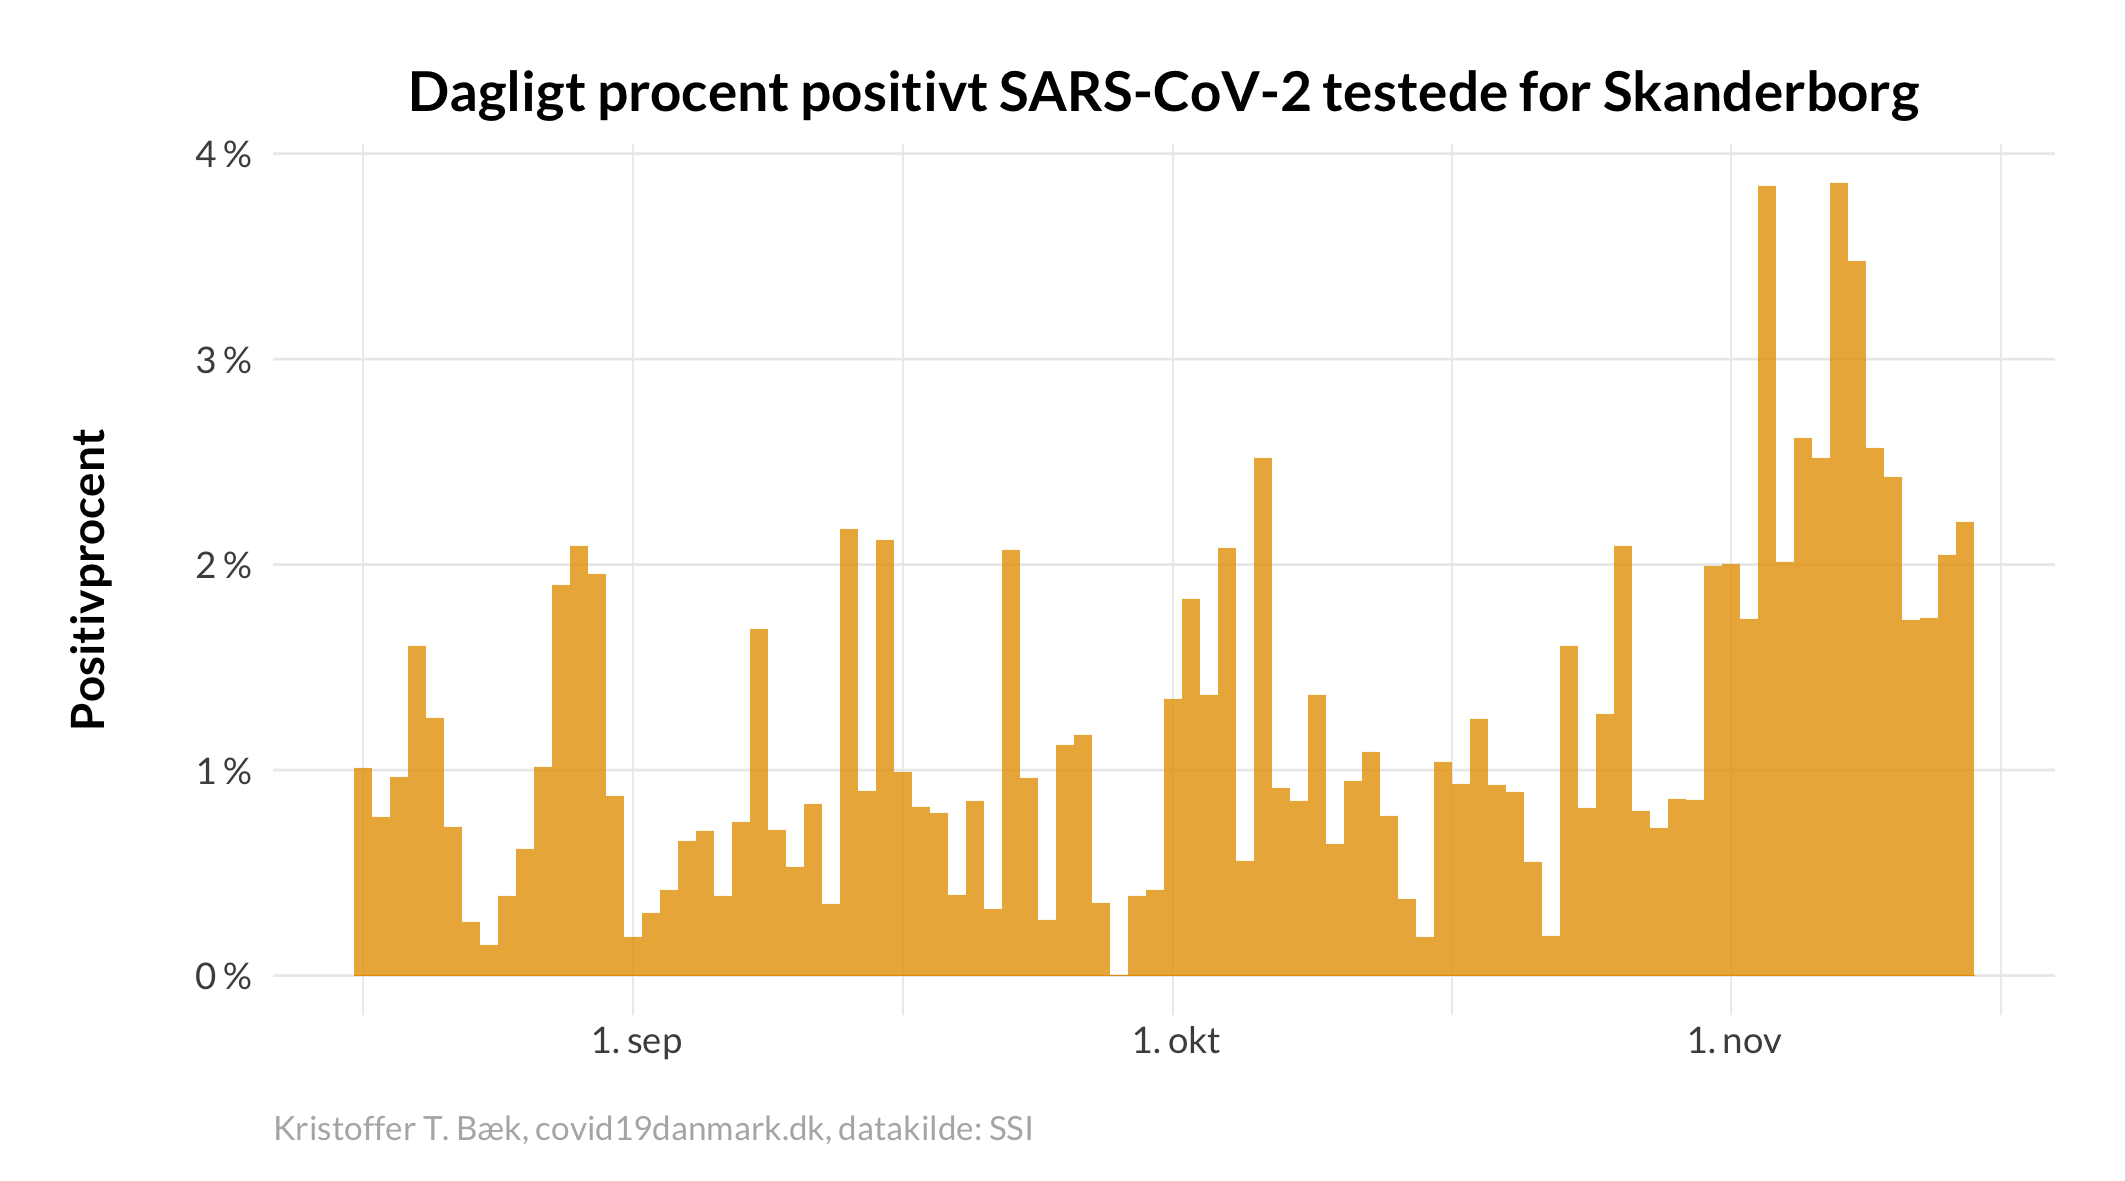 Dagligt procent positivt SARS-CoV-2 testede for Skanderborg
Positivprocent
4 %
3 %
2 %
1 %
0 %
1. sep
1. okt
1. nov
Kristoffer T. Bæk, covid19danmark.dk, datakilde: SSI